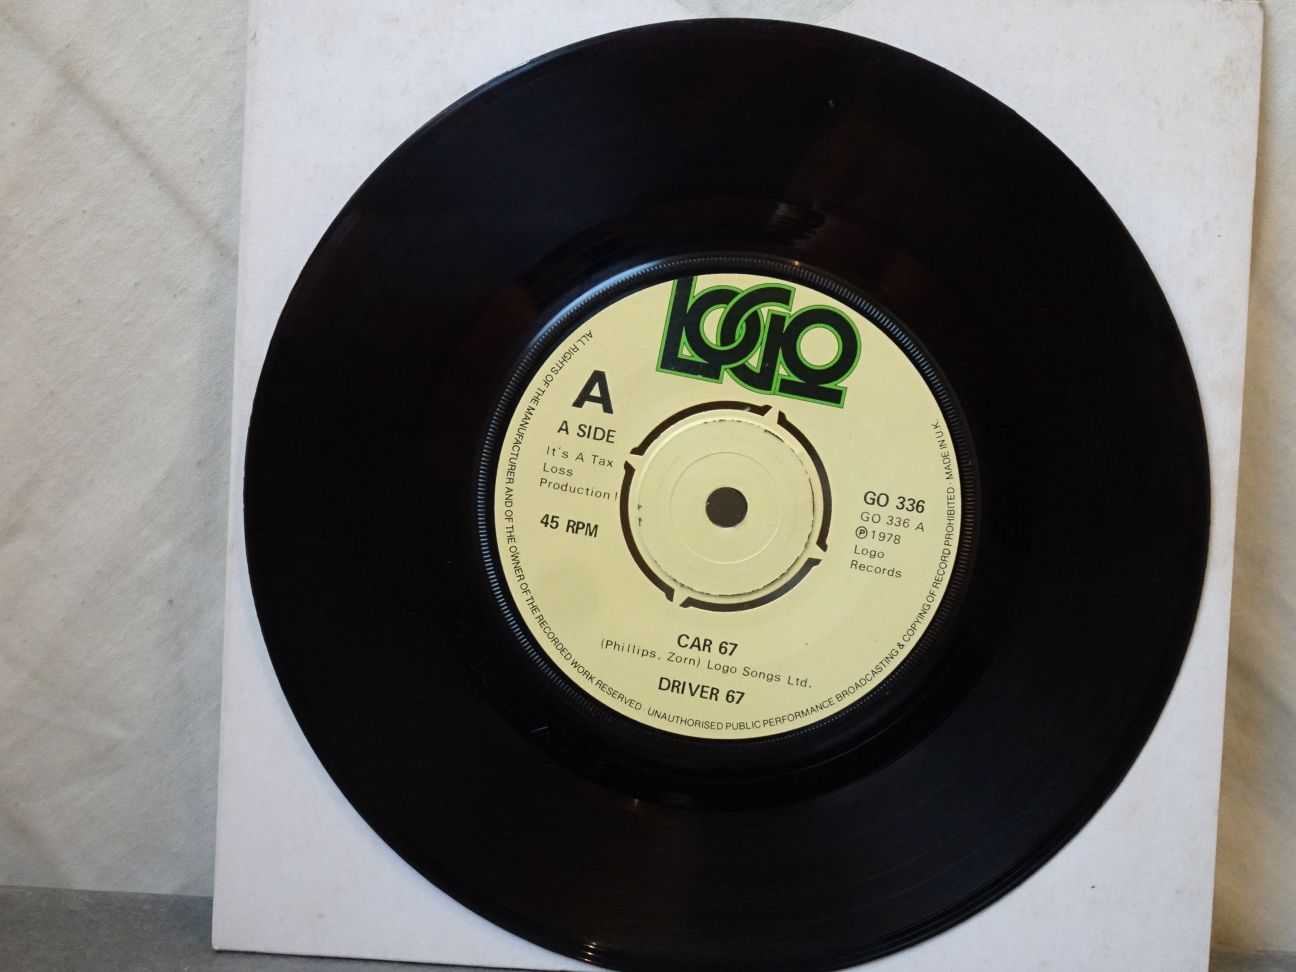 LOGO
A
A SIDE
It's A Tax
Loss
Production!
45 RPM
GO 336
GO 336 A
℗1978
Logo
Records
CAR 67
(Phillips, Zorn) Logo Songs Ltd.
DRIVER 67
ALL RIGHTS OF THE MANUFACTURER AND OF THE OWNER OF THE RECORDED WORK RESERVED · UNAUTHORISED PUBLIC PERFORMANCE BROADCASTING & COPYING OF RECORD PROHIBITED · MADE IN U.K.